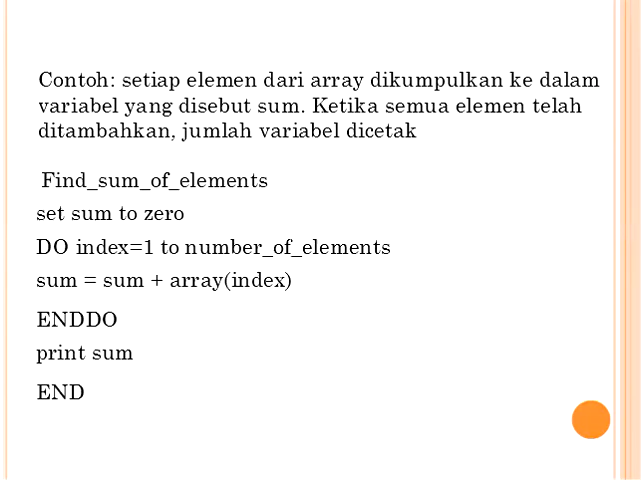 Contoh: setiap elemen dari array dikumpulkan ke dalam
variabel yang disebut sum. Ketika semua elemen telah
ditambahkan, jumlah variabel dicetak
Find_sum_of_elements
set sum to zero
DO index=1 to number_of_elements
sum = sum + array(index)
ENDDO
print sum
END